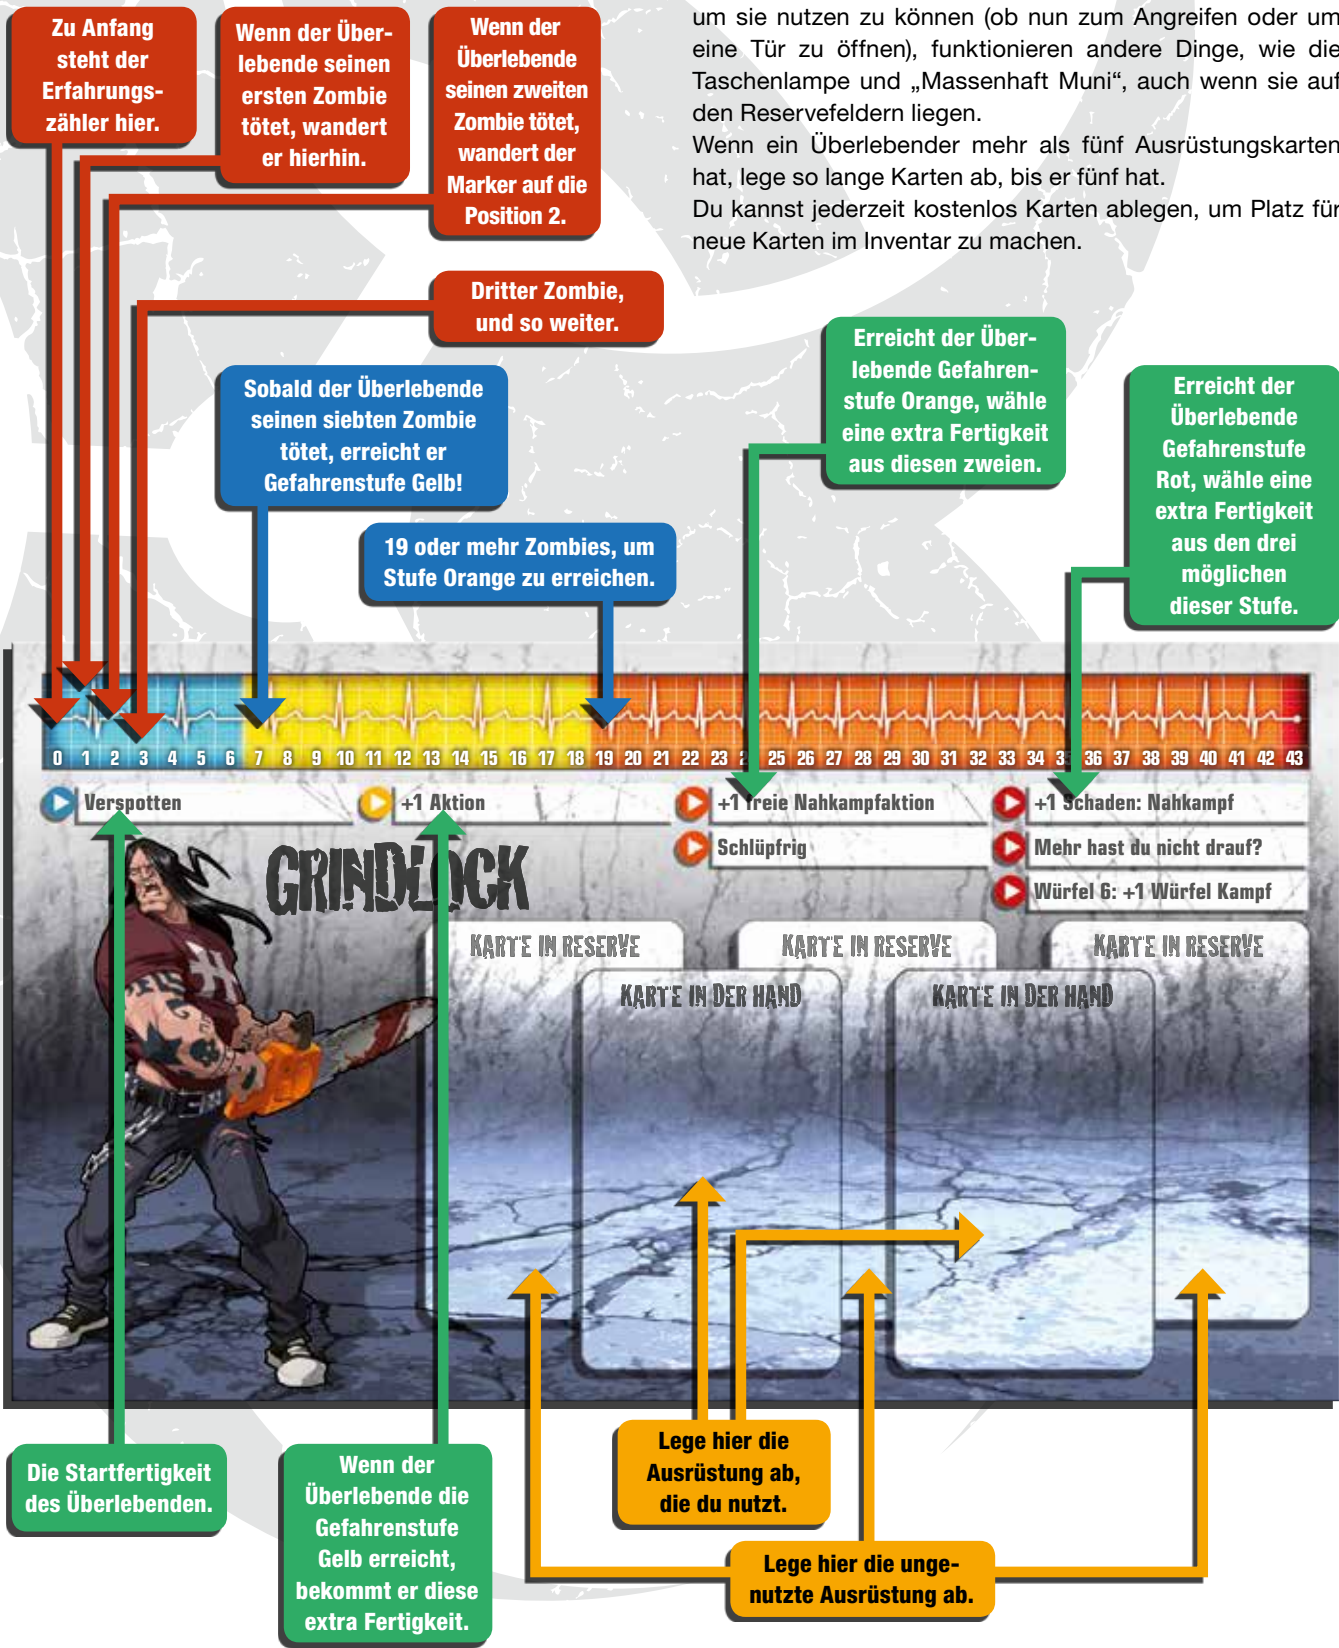 Zu Anfang
steht der
Erfahrungs-
zähler hier.
Wenn der Über-
lebende seinen
ersten Zombie
tötet, wandert
er hierhin.
Wenn der
Überlebende
seinen zweiten
Zombie tötet,
wandert der
Marker auf die
Position 2.
Dritter Zombie,
und so weiter.
um sie nutzen zu können (ob nun zum Angreifen oder um
eine Tür zu öffnen), funktionieren andere Dinge, wie die
Taschenlampe und „Massenhaft Muni“, auch wenn sie auf
den Reservefeldern liegen.
Wenn ein Überlebender mehr als fünf Ausrüstungskarten
hat, lege so lange Karten ab, bis er fünf hat.
Du kannst jederzeit kostenlos Karten ablegen, um Platz für
neue Karten im Inventar zu machen.
Sobald der Überlebende
seinen siebten Zombie
tötet, erreicht er
Gefahrenstufe Gelb!
19 oder mehr Zombies, um
Stufe Orange zu erreichen.
Erreicht der Über-
lebende Gefahren-
stufe Orange, wähle
eine extra Fertigkeit
aus diesen zweien.
Erreicht der
Überlebende
Gefahrenstufe
Rot, wähle eine
extra Fertigkeit
aus den drei
möglichen
dieser Stufe.
0 1 2 3 4 5 6 7 8 9 10 11 12 13 14 15 16 17 18 19 20 21 22 23 25 26 27 28 29 30 31 32 33 34 36 37 38 39 40 41 42 43
Verspotten
+1 Aktion
+1 freie Nahkampfaktion
+1 Schaden: Nahkampf
Schlüpfrig
Mehr hast du nicht drauf?
Würfel 6: +1 Würfel Kampf
GRINDLOCK
KARTE IN RESERVE
KARTE IN RESERVE
KARTE IN RESERVE
KARTE IN DER HAND
KARTE IN DER HAND
Die Startfertigkeit
des Überlebenden.
Wenn der
Überlebende die
Gefahrenstufe
Gelb erreicht,
bekommt er diese
extra Fertigkeit.
Lege hier die
Ausrüstung ab,
die du nutzt.
Lege hier die unge-
nutzte Ausrüstung ab.